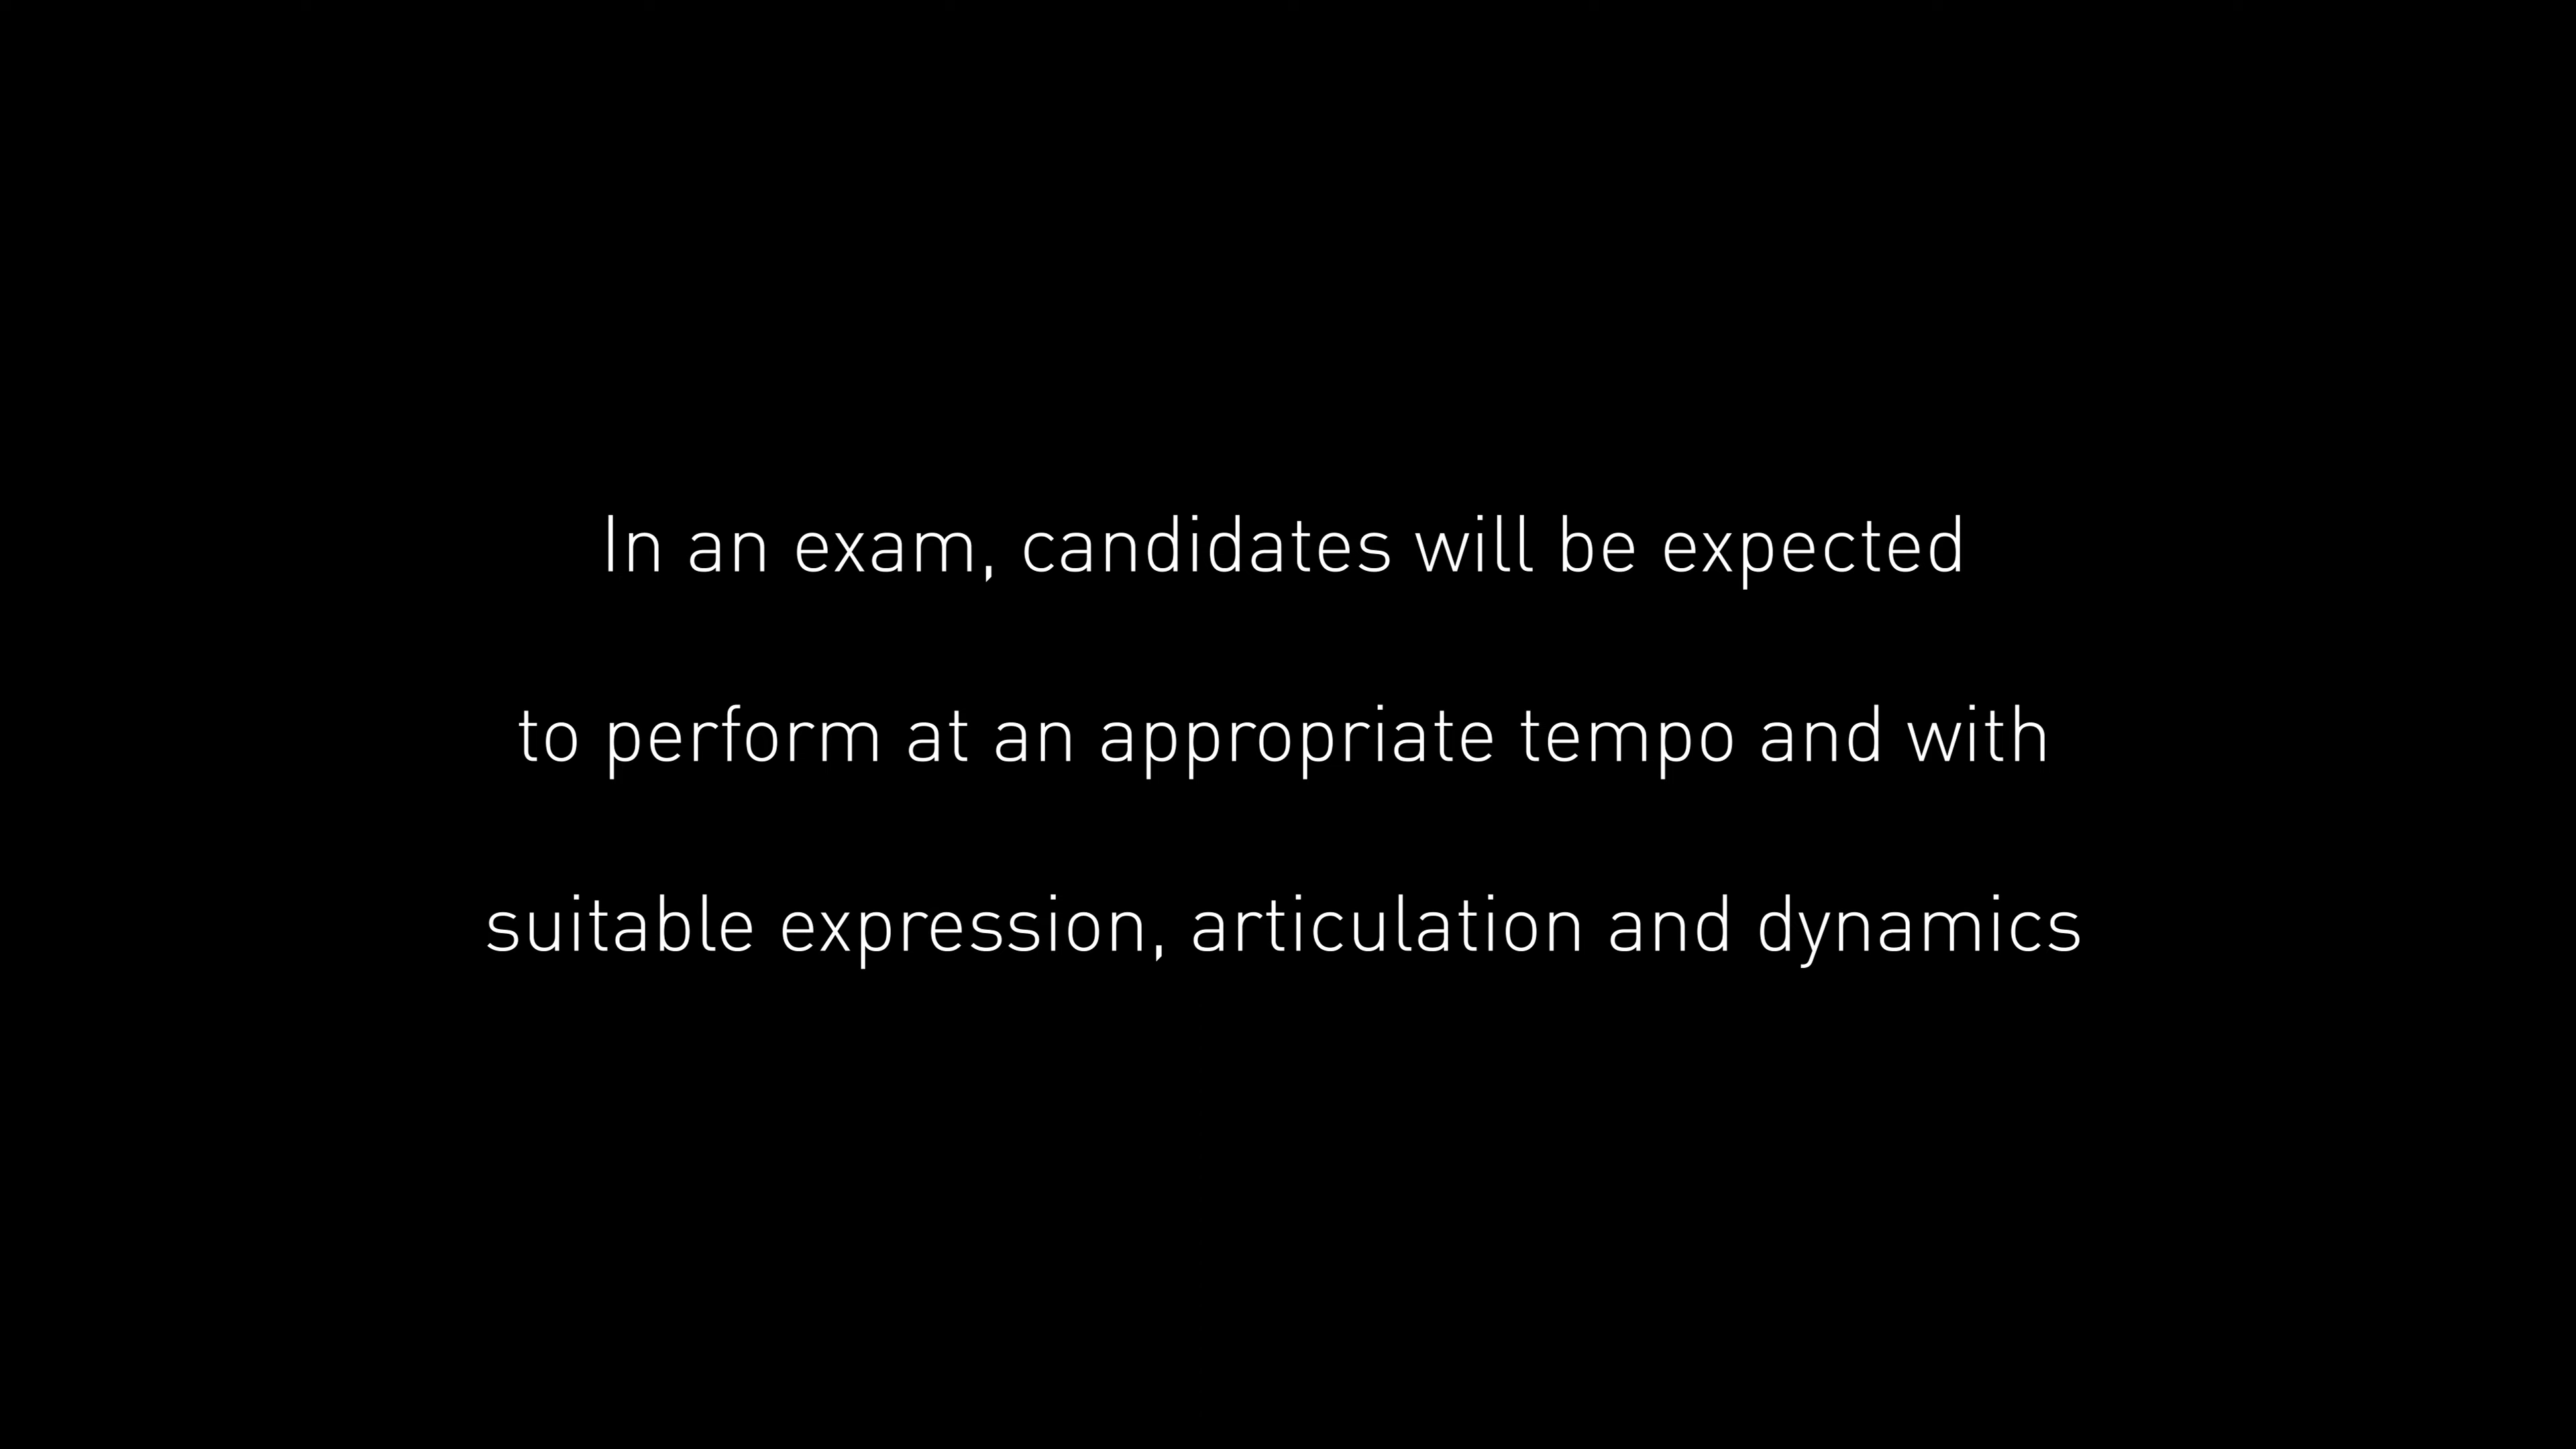 In an exam, candidates will be expected
to perform at an appropriate tempo and with
suitable expression, articulation and dynamics